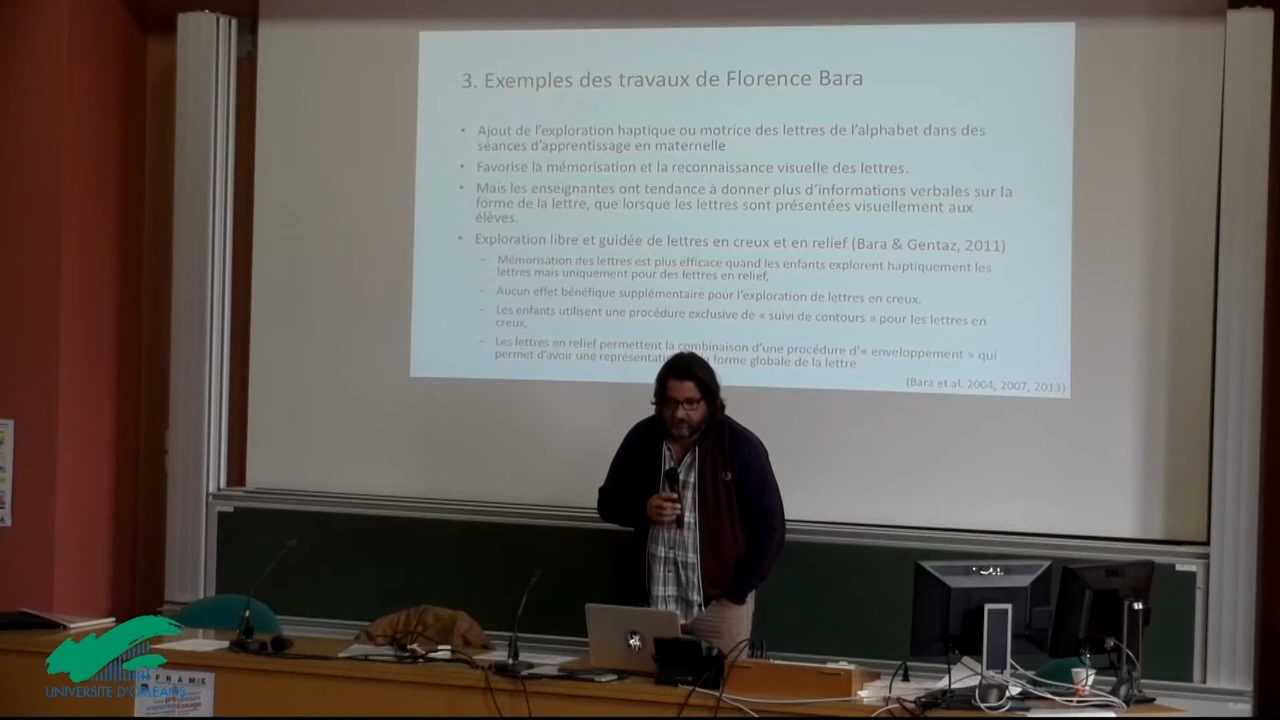 3. Exemples des travaux de Florence Bara
• Ajout de l'exploration haptique ou motrice des lettres de l'alphabet dans des
séances d'apprentissage en maternelle
• Favorise la mémorisation et la reconnaissance visuelle des lettres.
• Mais les enseignantes ont tendance à donner plus d'informations verbales sur la
forme de la lettre, que lorsque les lettres sont présentées visuellement aux
élèves.
• Exploration libre et guidée de lettres en creux et en relief (Bara & Gentaz, 2011)
– Mémorisation des lettres est plus efficace quand les enfants explorent haptiquement les
lettres mais uniquement pour des lettres en relief,
– Aucun effet bénéfique supplémentaire pour l'exploration de lettres en creux.
– Les enfants utilisent une procédure exclusive de « suivi de contours » pour les lettres en
creux,
– Les lettres en relief permettent la combinaison d'une procédure d'« enveloppement » qui
permet d'avoir une forme globale de la lettre
(Bara et al. 2004, 2007, 2013)
UNIVERSITE D'ORLEANS